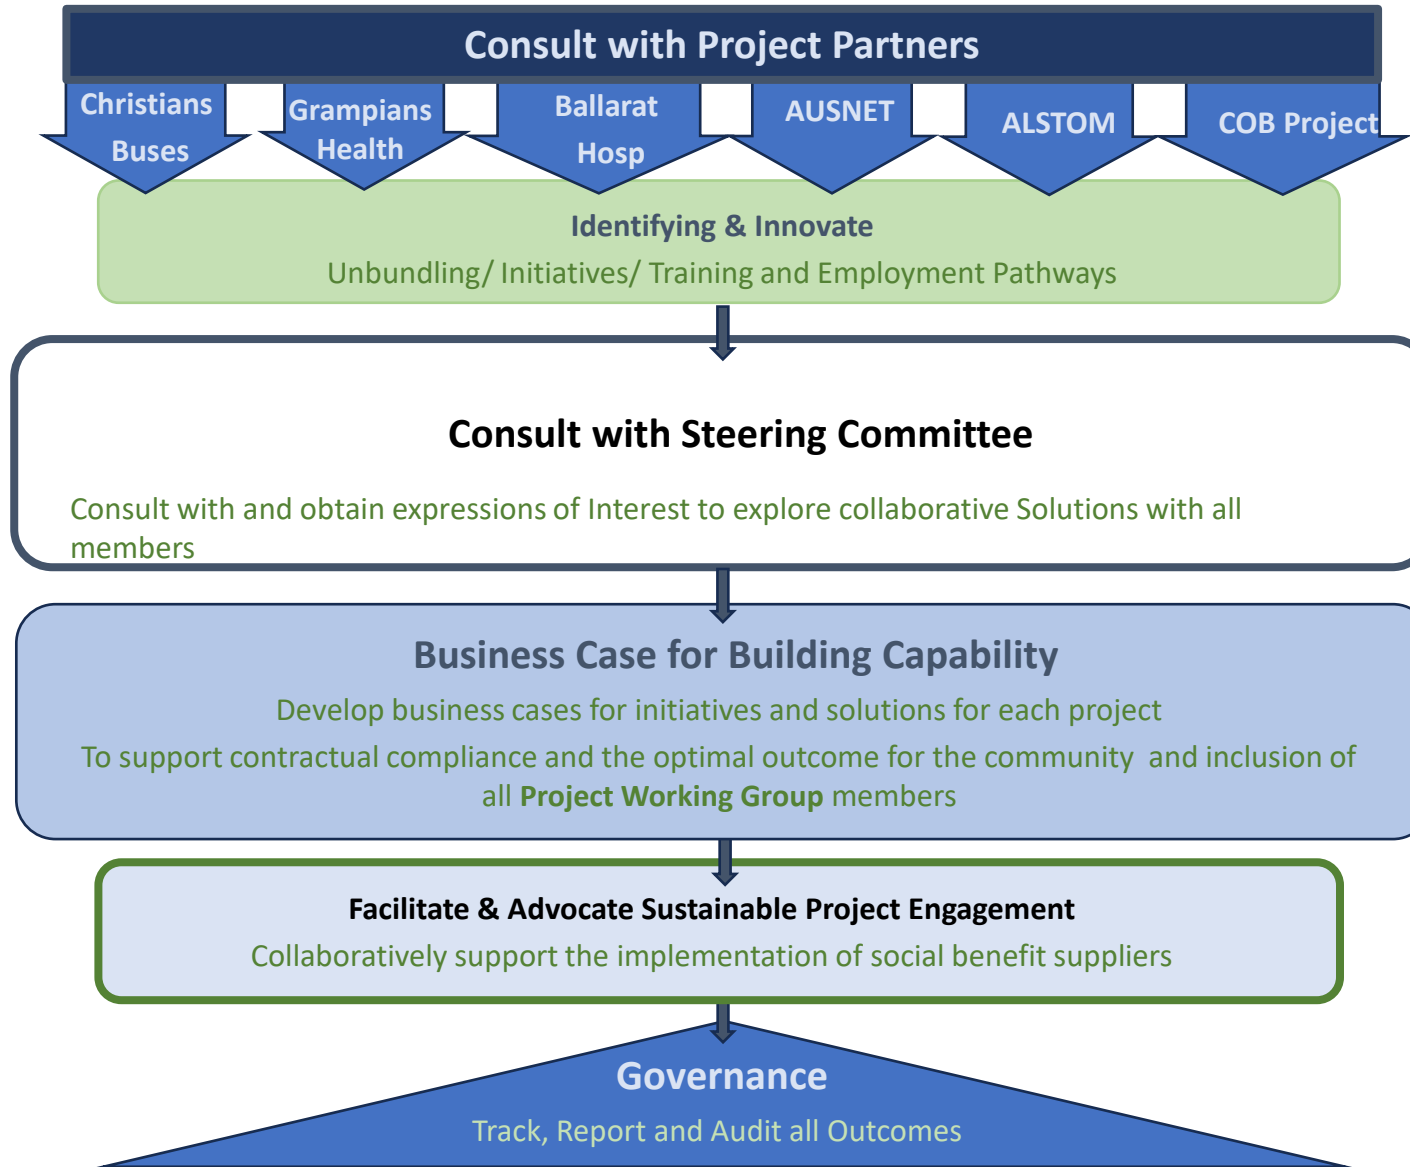 Consult with Project Partners
Christians
Buses
Grampians
Health
Ballarat
Hosp
AUSNET
ALSTOM
COB Project
Identifying & Innovate
Unbundling/ Initiatives/ Training and Employment Pathways
Consult with Steering Committee
Consult with and obtain expressions of Interest to explore collaborative Solutions with all
members
Business Case for Building Capability
Develop business cases for initiatives and solutions for each project
To support contractual compliance and the optimal outcome for the community  and inclusion of
all Project Working Group members
Facilitate & Advocate Sustainable Project Engagement
Collaboratively support the implementation of social benefit suppliers
Governance
Track, Report and Audit all Outcomes